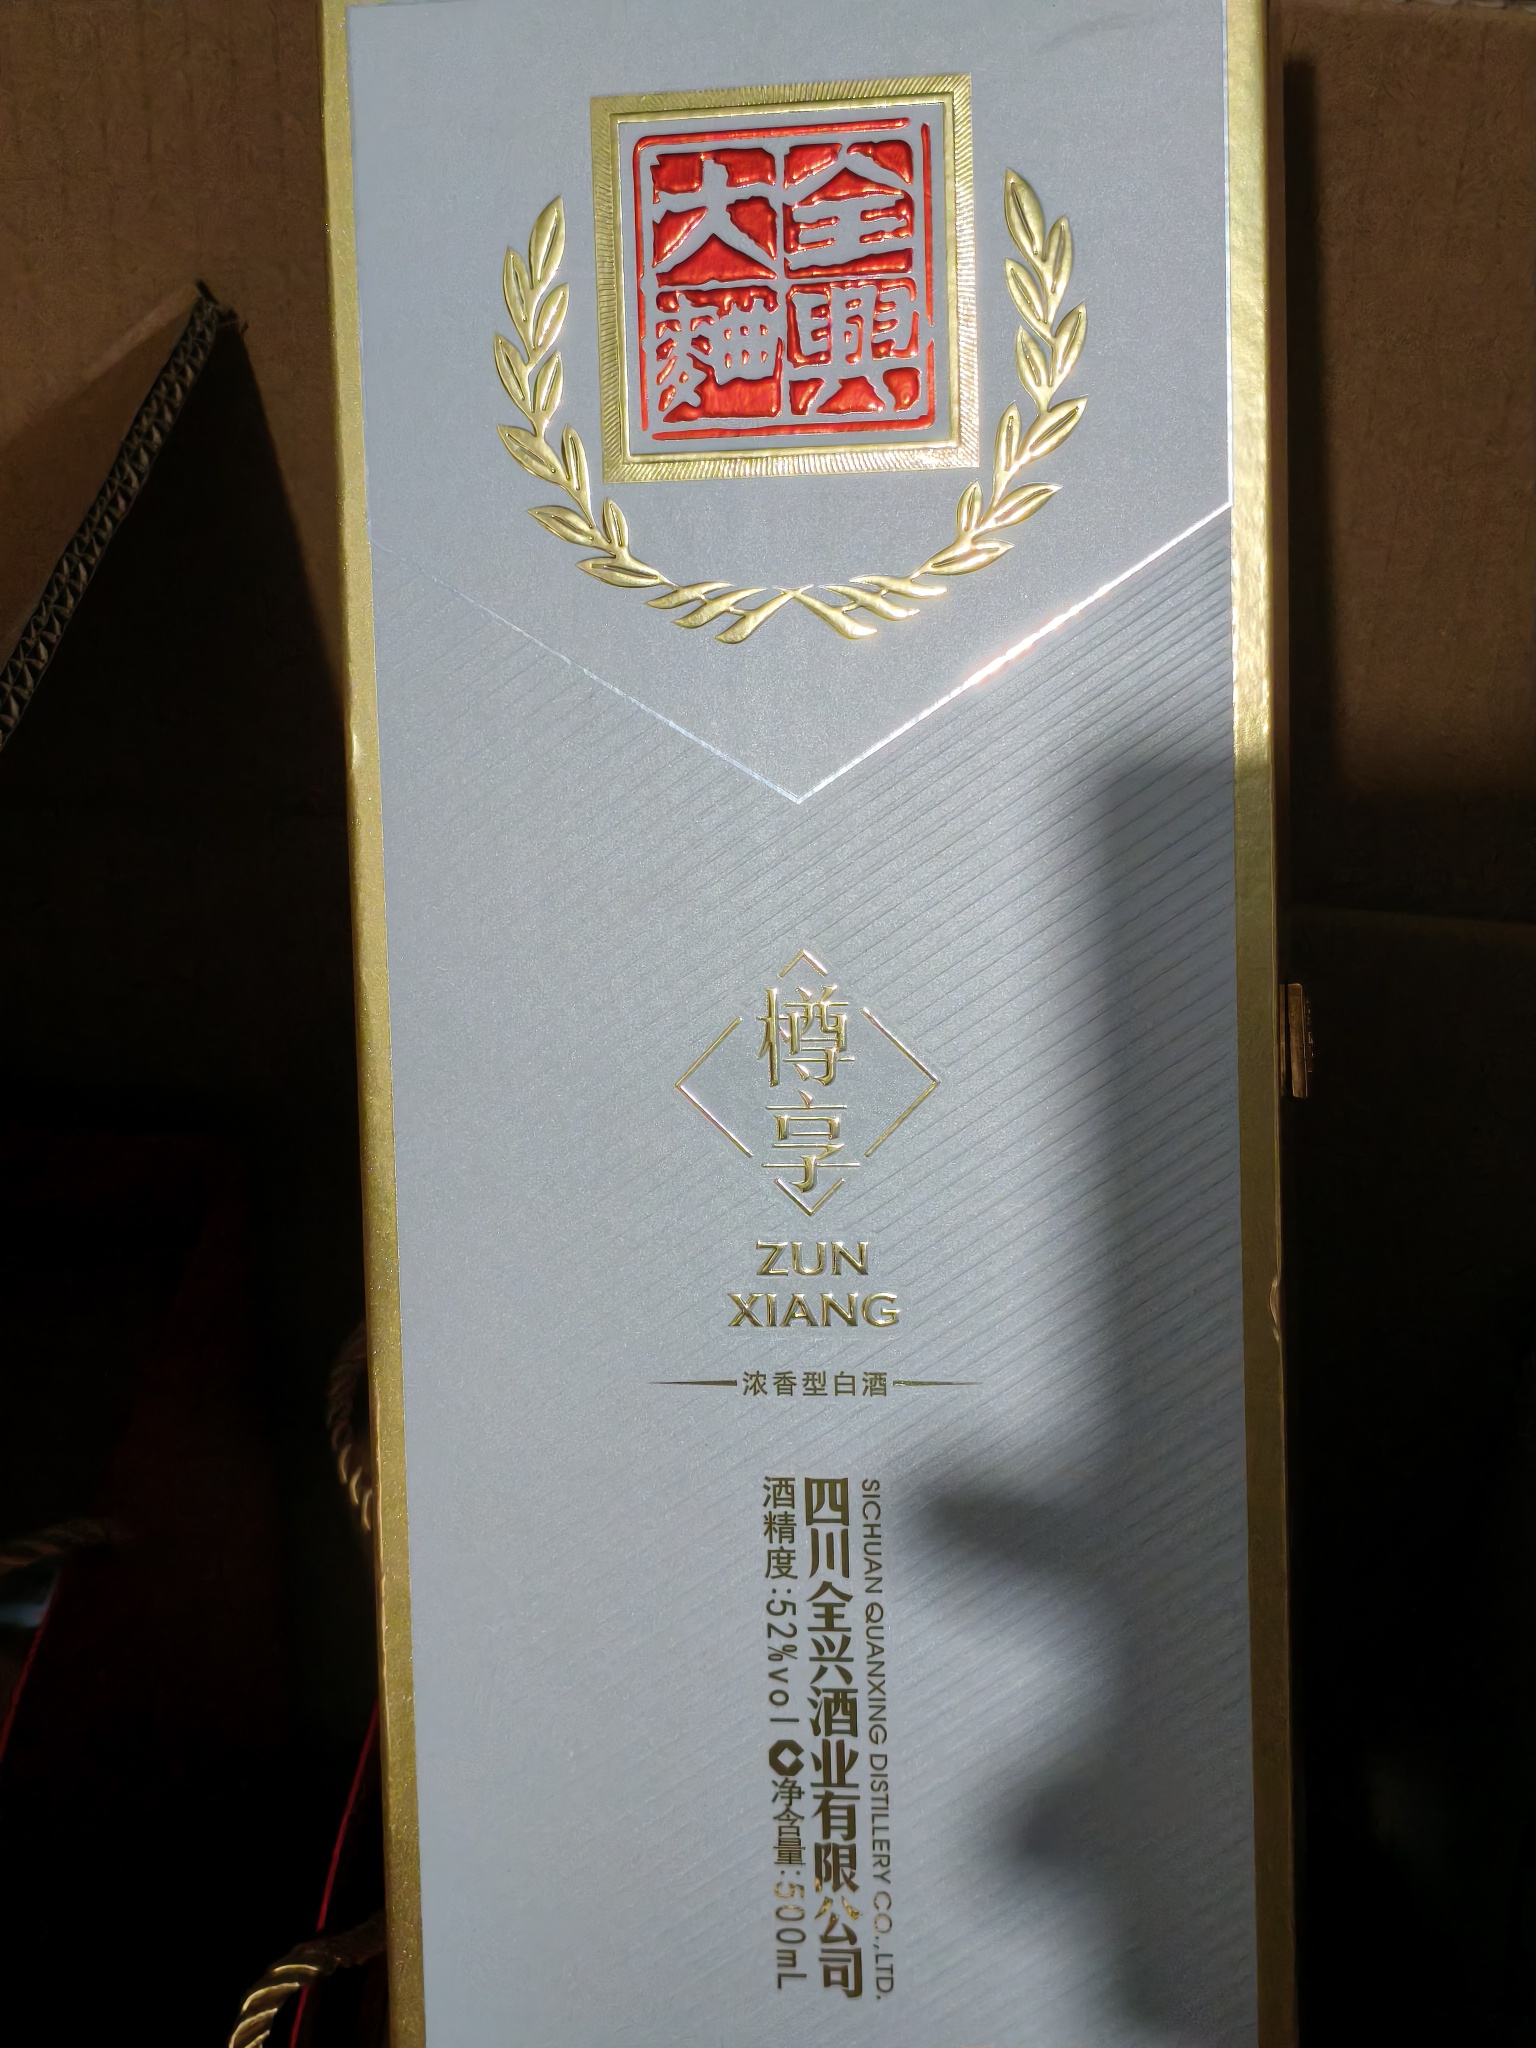 全興
大麯
樽
享
ZUN
XIANG
浓香型白酒
SICHUAN QUANXING DISTILLERY CO.,LTD.
四川全兴酒业有限公司
酒精度:52%vol 净含量:500mL